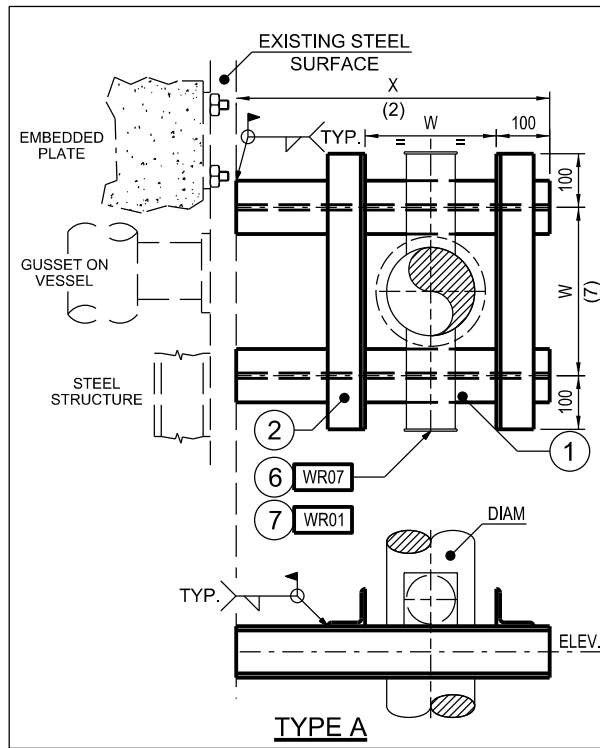 EXISTING STEEL
SURFACE
X
(2)
TYP.
W
100
=
=
EMBEDDED
PLATE
100
GUSSET ON
VESSEL
W
(7)
STEEL
STRUCTURE
100
2
1
6 WR07
7 WR01
DIAM
TYP.
ELEV.
TYPE A